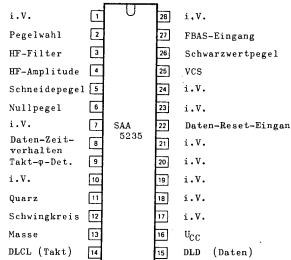 i.V. 1 28 i.V.
Pegelwahl 2 27 FBAS-Eingang
HF-Filter 3 26 Schwarzwertpegel
HF-Amplitude 4 25 VCS
Schneidepegel 5 24 i.V.
Nullpegel 6 23 i.V.
i.V. 7 SAA 22 Daten-Reset-Eingan
5235
Daten-Zeit-
verhalten 8 21 i.V.
Takt-φ-Det. 9 20 i.V.
i.V. 10 19 i.V.
Quarz 11 18 i.V.
Schwingkreis 12 17 i.V.
Masse 13 16 UCC
DLCL (Takt) 14 15 DLD (Daten)